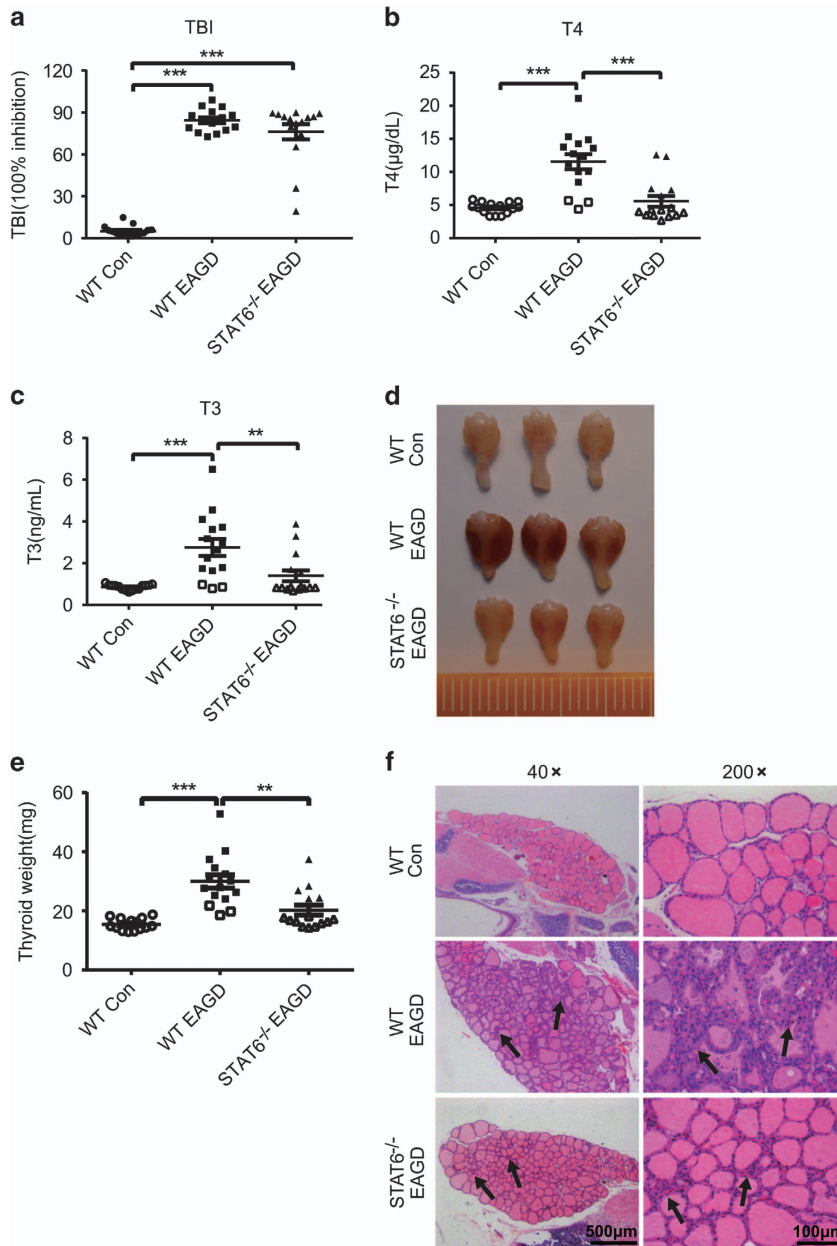 a
TBI
***
***
TBI(100% inhibition)
120
90
60
30
0
WT Con
WT EAGD
STAT6-/- EAGD
b
T4
***
***
T4(µg/dL)
25
20
15
10
5
0
WT Con
WT EAGD
STAT6-/- EAGD
c
T3
***
**
T3(ng/mL)
8
6
4
2
0
WT Con
WT EAGD
STAT6-/- EAGD
d
WT
Con
WT
EAGD
STAT6 -/-
EAGD
e
***
**
Thyroid weight(mg)
60
40
20
0
WT Con
WT EAGD
STAT6-/- EAGD
f
40×
200×
WT
Con
WT
EAGD
STAT6-/-
EAGD
500µm
100µm